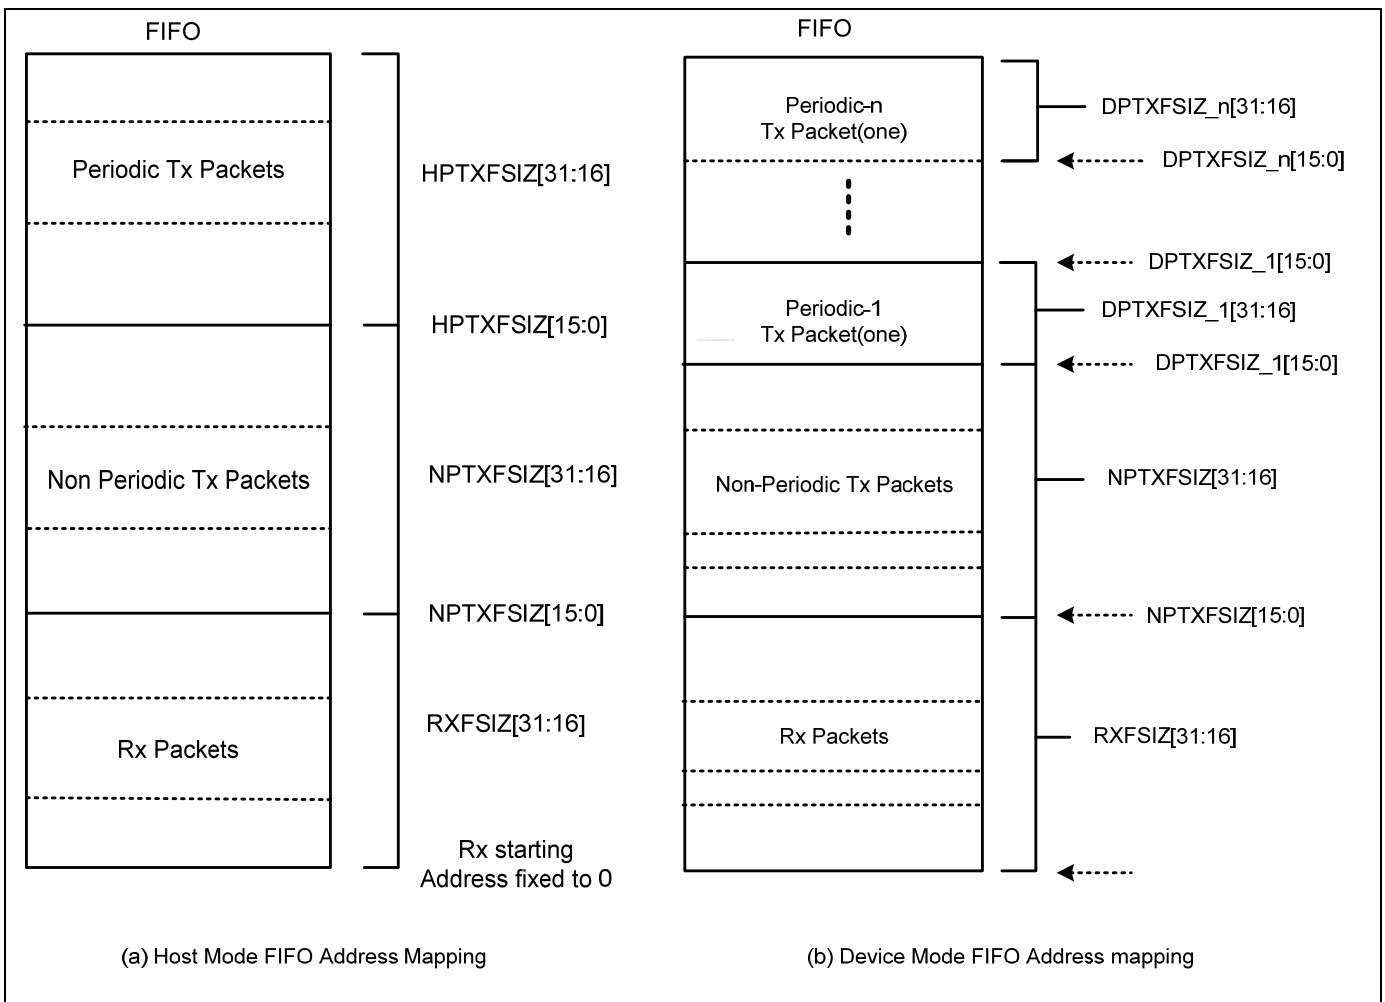 FIFO
Periodic Tx Packets
HPTXFSIZ[31:16]
HPTXFSIZ[15:0]
Non Periodic Tx Packets
NPTXFSIZ[31:16]
NPTXFSIZ[15:0]
Rx Packets
RXFSIZ[31:16]
Rx starting
Address fixed to 0
(a) Host Mode FIFO Address Mapping
FIFO
Periodic-n
Tx Packet(one)
DPTXFSIZ_n[31:16]
DPTXFSIZ_n[15:0]
DPTXFSIZ_1[15:0]
Periodic-1
Tx Packet(one)
DPTXFSIZ_1[31:16]
DPTXFSIZ_1[15:0]
Non-Periodic Tx Packets
NPTXFSIZ[31:16]
NPTXFSIZ[15:0]
Rx Packets
RXFSIZ[31:16]
(b) Device Mode FIFO Address mapping